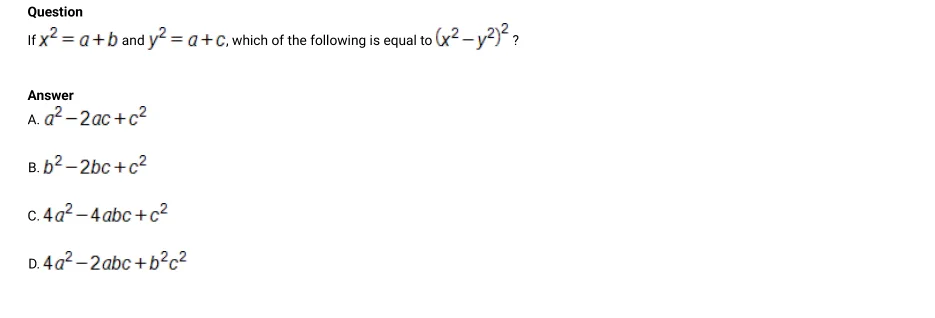 Question
If x² = a+b and y² = a+c, which of the following is equal to (x²−y²)² ?
Answer
A. a²−2ac+c²
B. b²−2bc+c²
C. 4a²−4abc+c²
D. 4a²−2abc+b²c²